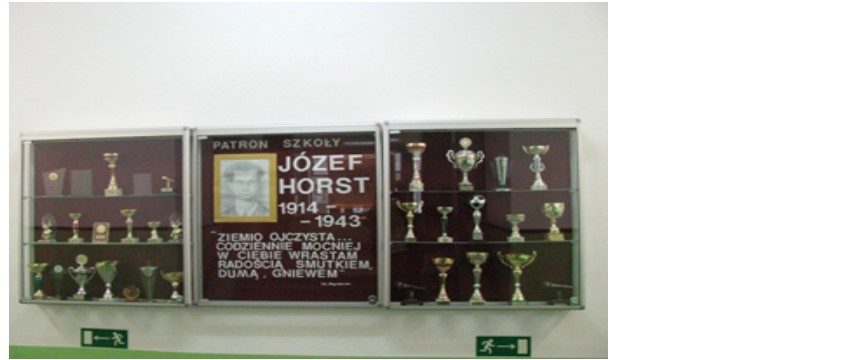 PATRON SZKOŁY
JÓZEF
HORST
1914 -
- 1943
"ZIEMIO OJCZYSTA...
CODZIENNIE MOCNIEJ
W CIEBIE WRASTAM
RADOŚCIĄ, SMUTKIEM,
DUMĄ, GNIEWEM"